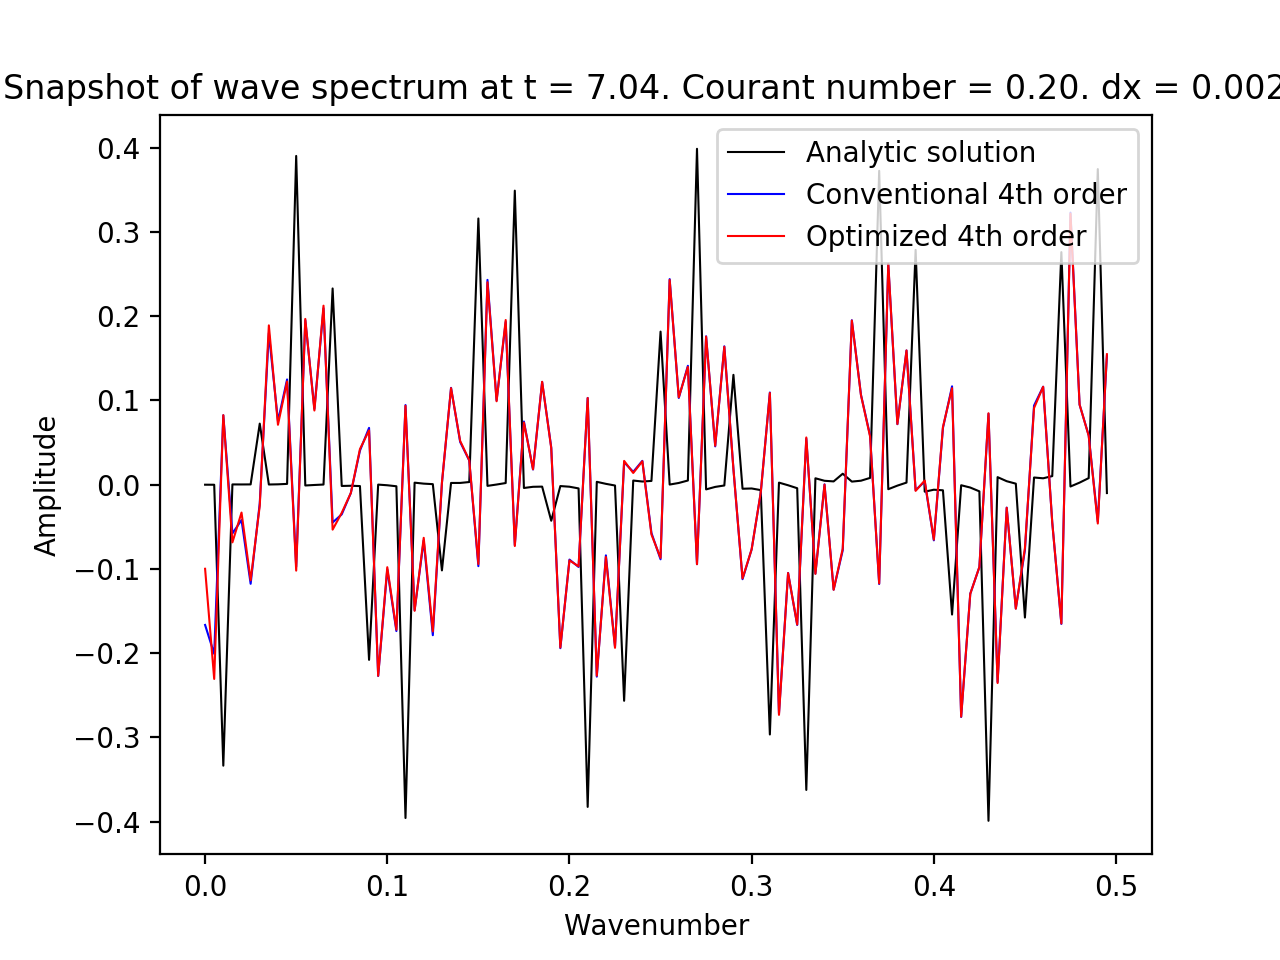 Snapshot of wave spectrum at t = 7.04. Courant number = 0.20. dx = 0.002
Analytic solution
Conventional 4th order
Optimized 4th order
Amplitude
0.4
0.3
0.2
0.1
0.0
−0.1
−0.2
−0.3
−0.4
0.0 0.1 0.2 0.3 0.4 0.5
Wavenumber